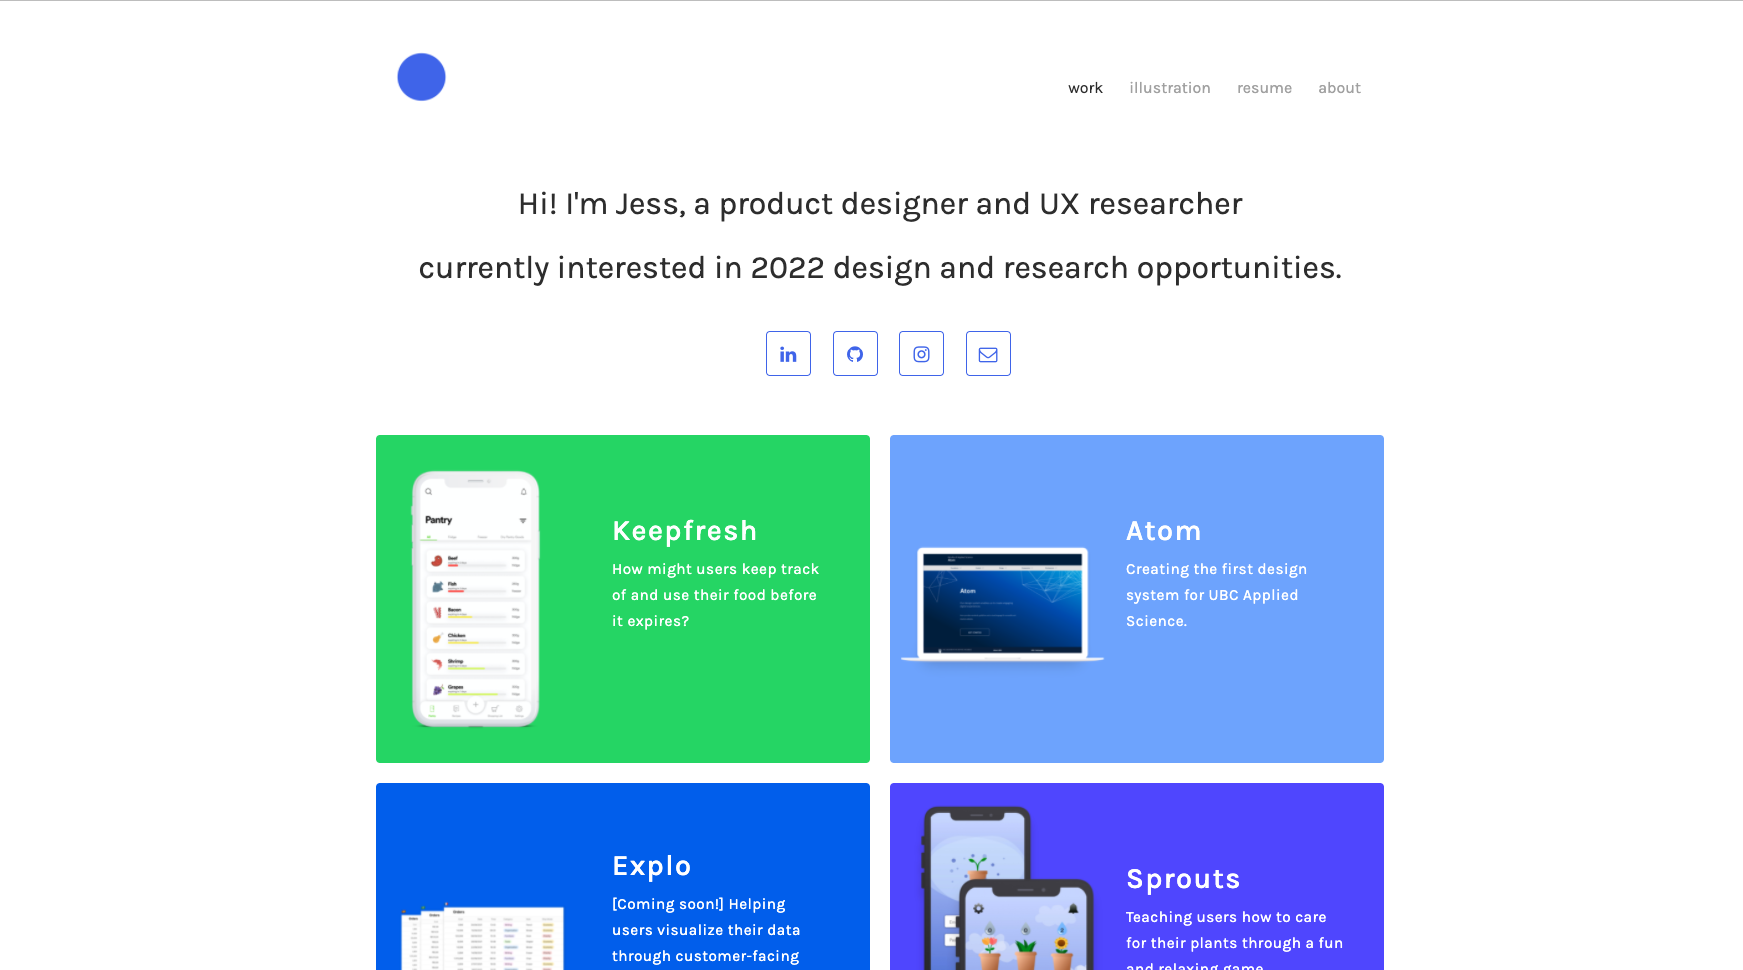 work illustration resume about
Hi! I'm Jess, a product designer and UX researcher
currently interested in 2022 design and research opportunities.
Keepfresh
How might users keep track
of and use their food before
it expires?
Pantry
Beef
Fish
Bacon
Chicken
Shrimp
Grapes
Atom
Creating the first design
system for UBC Applied
Science.
Atom
Explo
[Coming soon!] Helping
users visualize their data
through customer-facing
Orders
Sprouts
Teaching users how to care
for their plants through a fun
and relaxing game